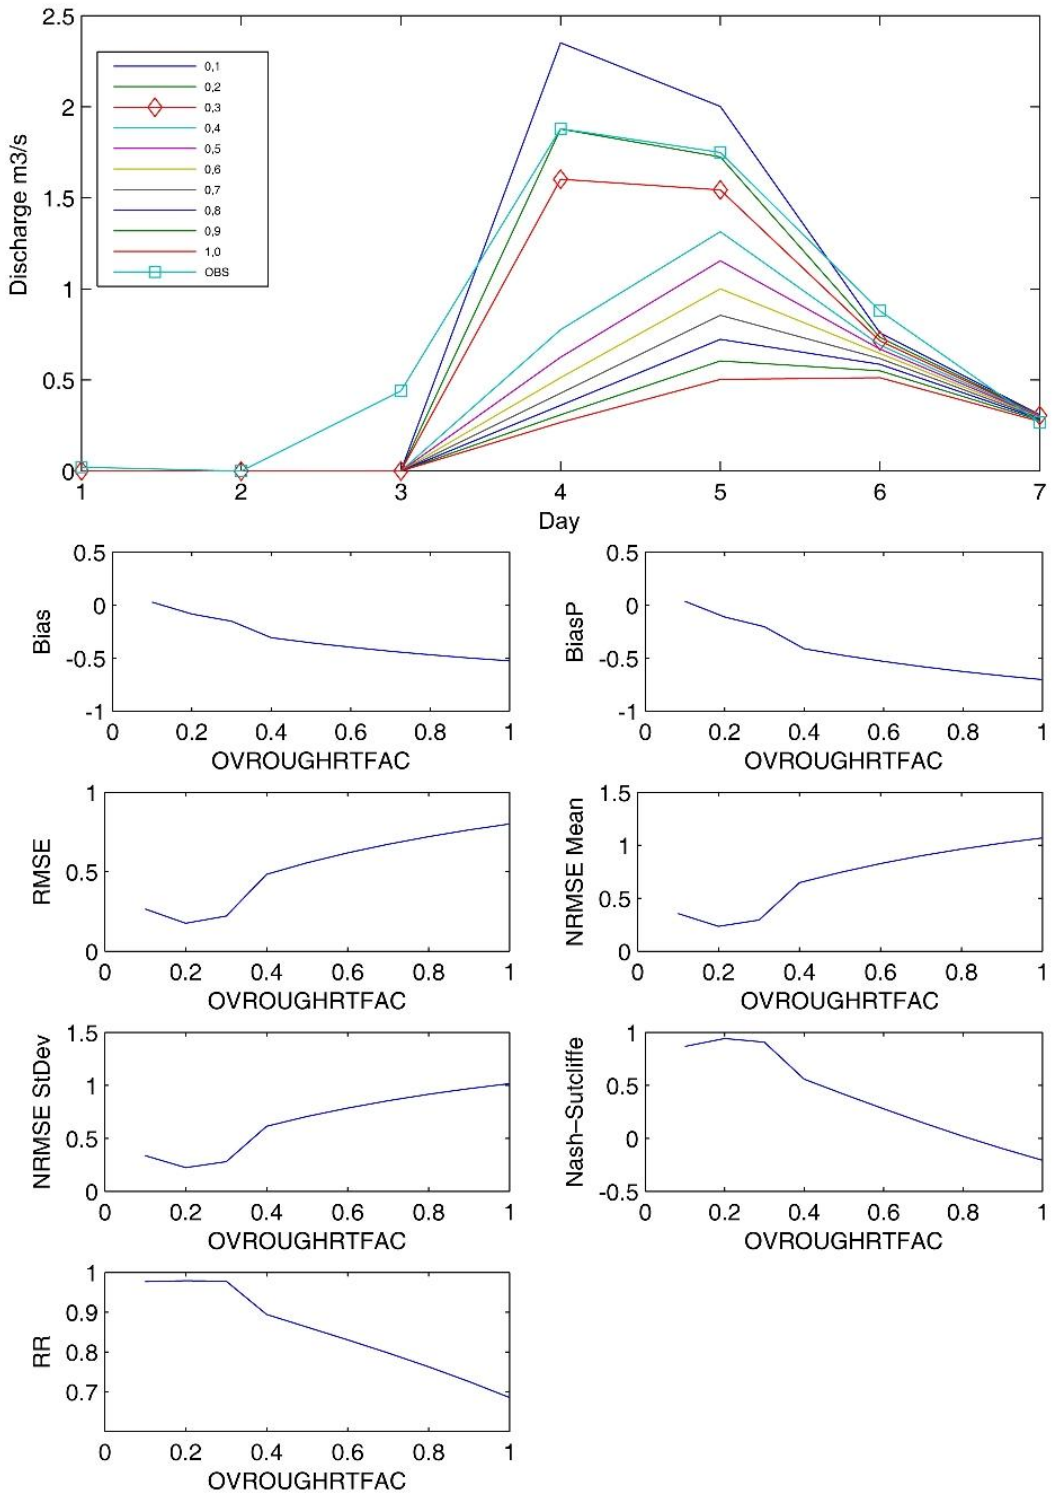 2.5
2
1.5
1
0.5
0
Discharge m3/s
0,1
0,2
0,3
0,4
0,5
0,6
0,7
0,8
0,9
1,0
OBS
1 2 3 4 5 6 7
Day
0.5
0
-0.5
-1
Bias
0 0.2 0.4 0.6 0.8 1
OVROUGHRTFAC
0.5
0
-0.5
-1
BiasP
0 0.2 0.4 0.6 0.8 1
OVROUGHRTFAC
1
0.5
0
RMSE
0 0.2 0.4 0.6 0.8 1
OVROUGHRTFAC
1.5
1
0.5
0
NRMSE Mean
0 0.2 0.4 0.6 0.8 1
OVROUGHRTFAC
1.5
1
0.5
0
NRMSE StDev
0 0.2 0.4 0.6 0.8 1
OVROUGHRTFAC
1
0.5
0
-0.5
Nash-Sutcliffe
0 0.2 0.4 0.6 0.8 1
OVROUGHRTFAC
1
0.9
0.8
0.7
RR
0 0.2 0.4 0.6 0.8 1
OVROUGHRTFAC